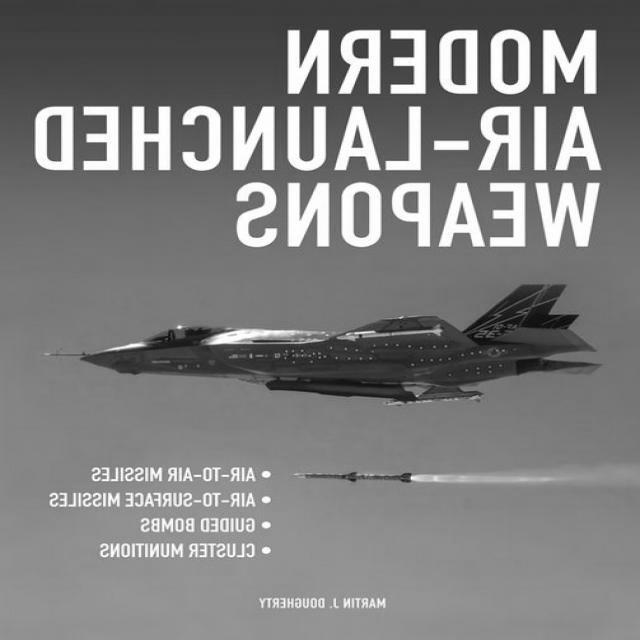 MODERN
AIR-LAUNCHED
WEAPONS
• AIR-TO-AIR MISSILES
• AIR-TO-SURFACE MISSILES
• GUIDED BOMBS
• CLUSTER MUNITIONS
MARTIN J. DOUGHERTY